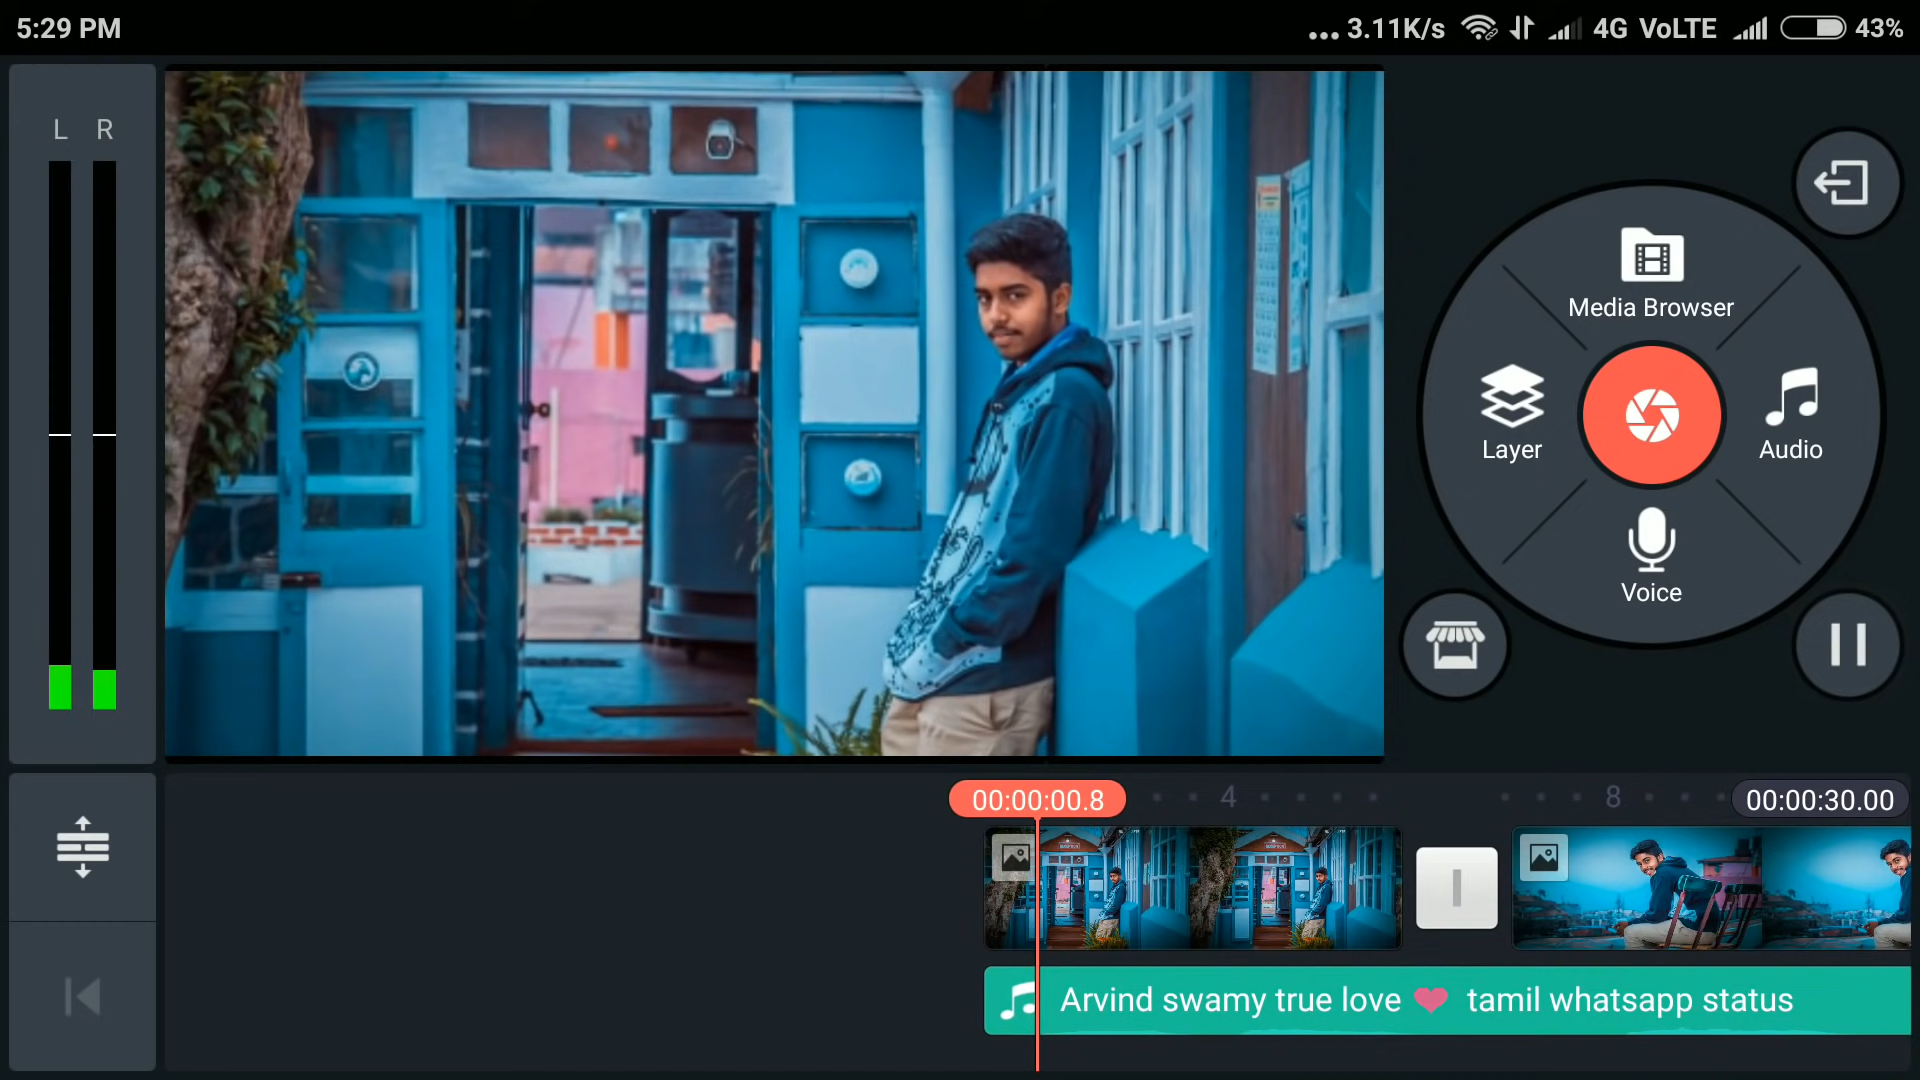 5:29 PM
... 3.11K/s 4G VoLTE 43%
L R
Media Browser
Layer
Audio
Voice
00:00:00.8
4
8
00:00:30.00
Arvind swamy true love ❤ tamil whatsapp status